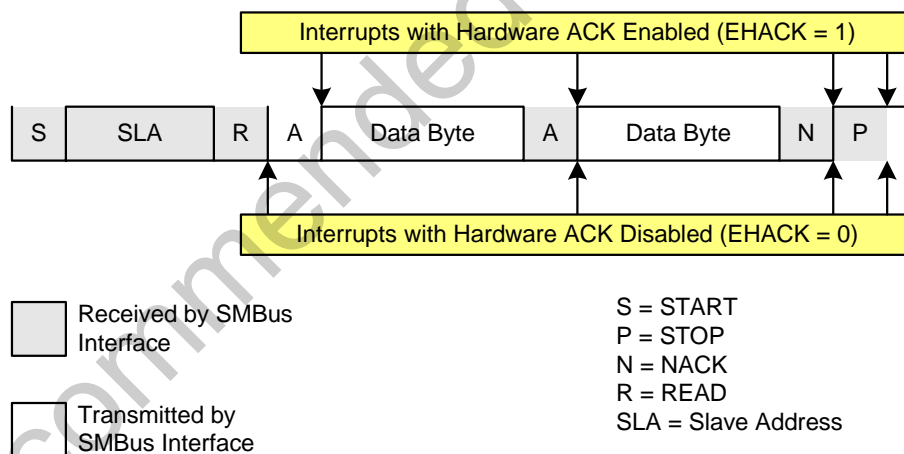 Interrupts with Hardware ACK Enabled (EHACK = 1)
S SLA R A Data Byte A Data Byte N P
Interrupts with Hardware ACK Disabled (EHACK = 0)
Received by SMBus
Interface
Transmitted by
SMBus Interface
S = START
P = STOP
N = NACK
R = READ
SLA = Slave Address
commended